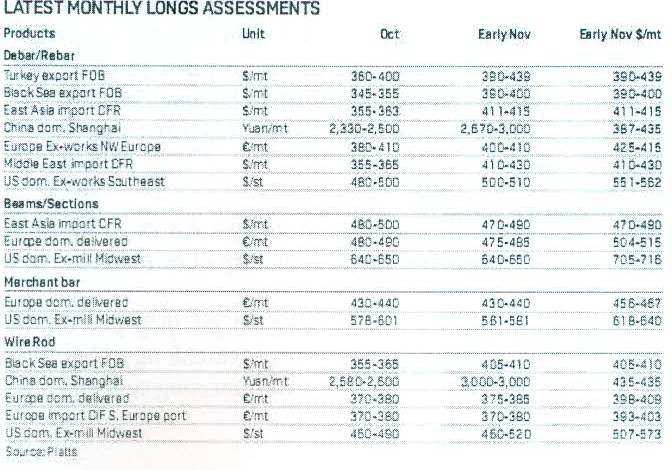 LATEST MONTHLY LONGS ASSESSMENTS
Products Unit Oct Early Nov Early Nov $/mt
Debar/Rebar
Turkey export FOB $/mt 360-400 390-439 390-439
Black Sea export FOB $/mt 345-355 390-400 390-400
East Asia import CFR $/mt 355-363 411-415 411-415
China dom. Shanghai Yuan/mt 2,330-2,500 2,670-3,000 387-435
Europe Ex-works NW Europe €/mt 380-410 400-410 425-415
Middle East import CFR $/mt 355-365 410-430 410-430
US dom. Ex-works Southeast $/st 480-500 500-510 551-562
Beams/Sections
East Asia import CFR $/mt 480-500 470-490 470-490
Europe dom. delivered €/mt 480-490 475-485 504-515
US dom. Ex-mill Midwest $/st 640-650 640-650 705-716
Merchant bar
Europe dom. delivered €/mt 430-440 430-440 456-467
US dom. Ex-mill Midwest $/st 578-601 561-581 618-640
Wire Rod
Black Sea export FOB $/mt 355-365 405-410 405-410
China dom. Shanghai Yuan/mt 2,580-2,600 3,000-3,000 435-435
Europe dom. delivered €/mt 370-380 375-385 398-409
Europe import CIF S. Europe port €/mt 370-380 370-380 393-403
US dom. Ex-mill Midwest $/st 460-490 460-520 507-573
Source: Platts